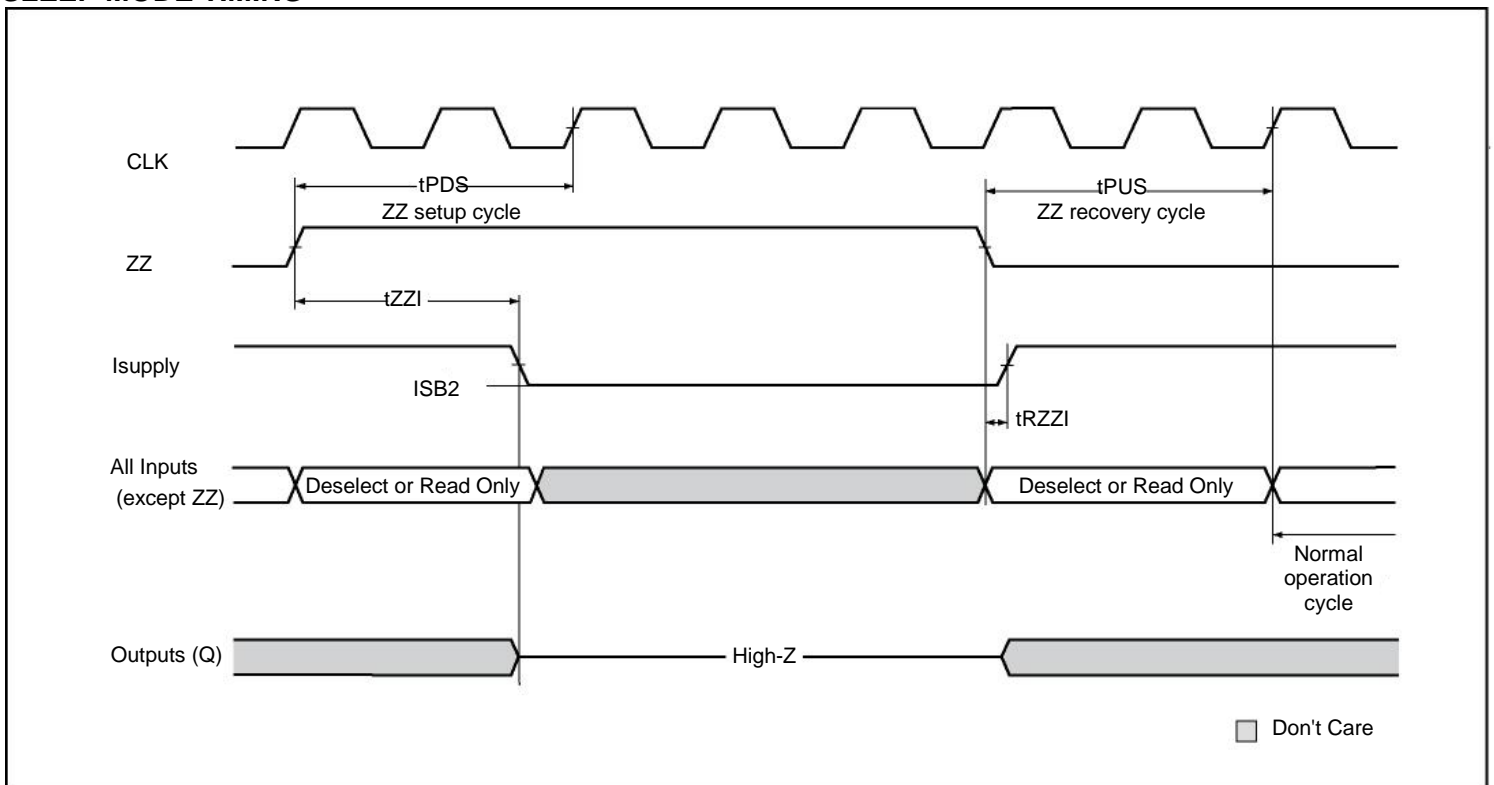 CLK
tPDS
ZZ setup cycle
tPUS
ZZ recovery cycle
ZZ
tZZI
Isupply
ISB2
tRZZI
All Inputs
(except ZZ)
Deselect or Read Only
Deselect or Read Only
Normal
operation
cycle
Outputs (Q)
High-Z
Don't Care